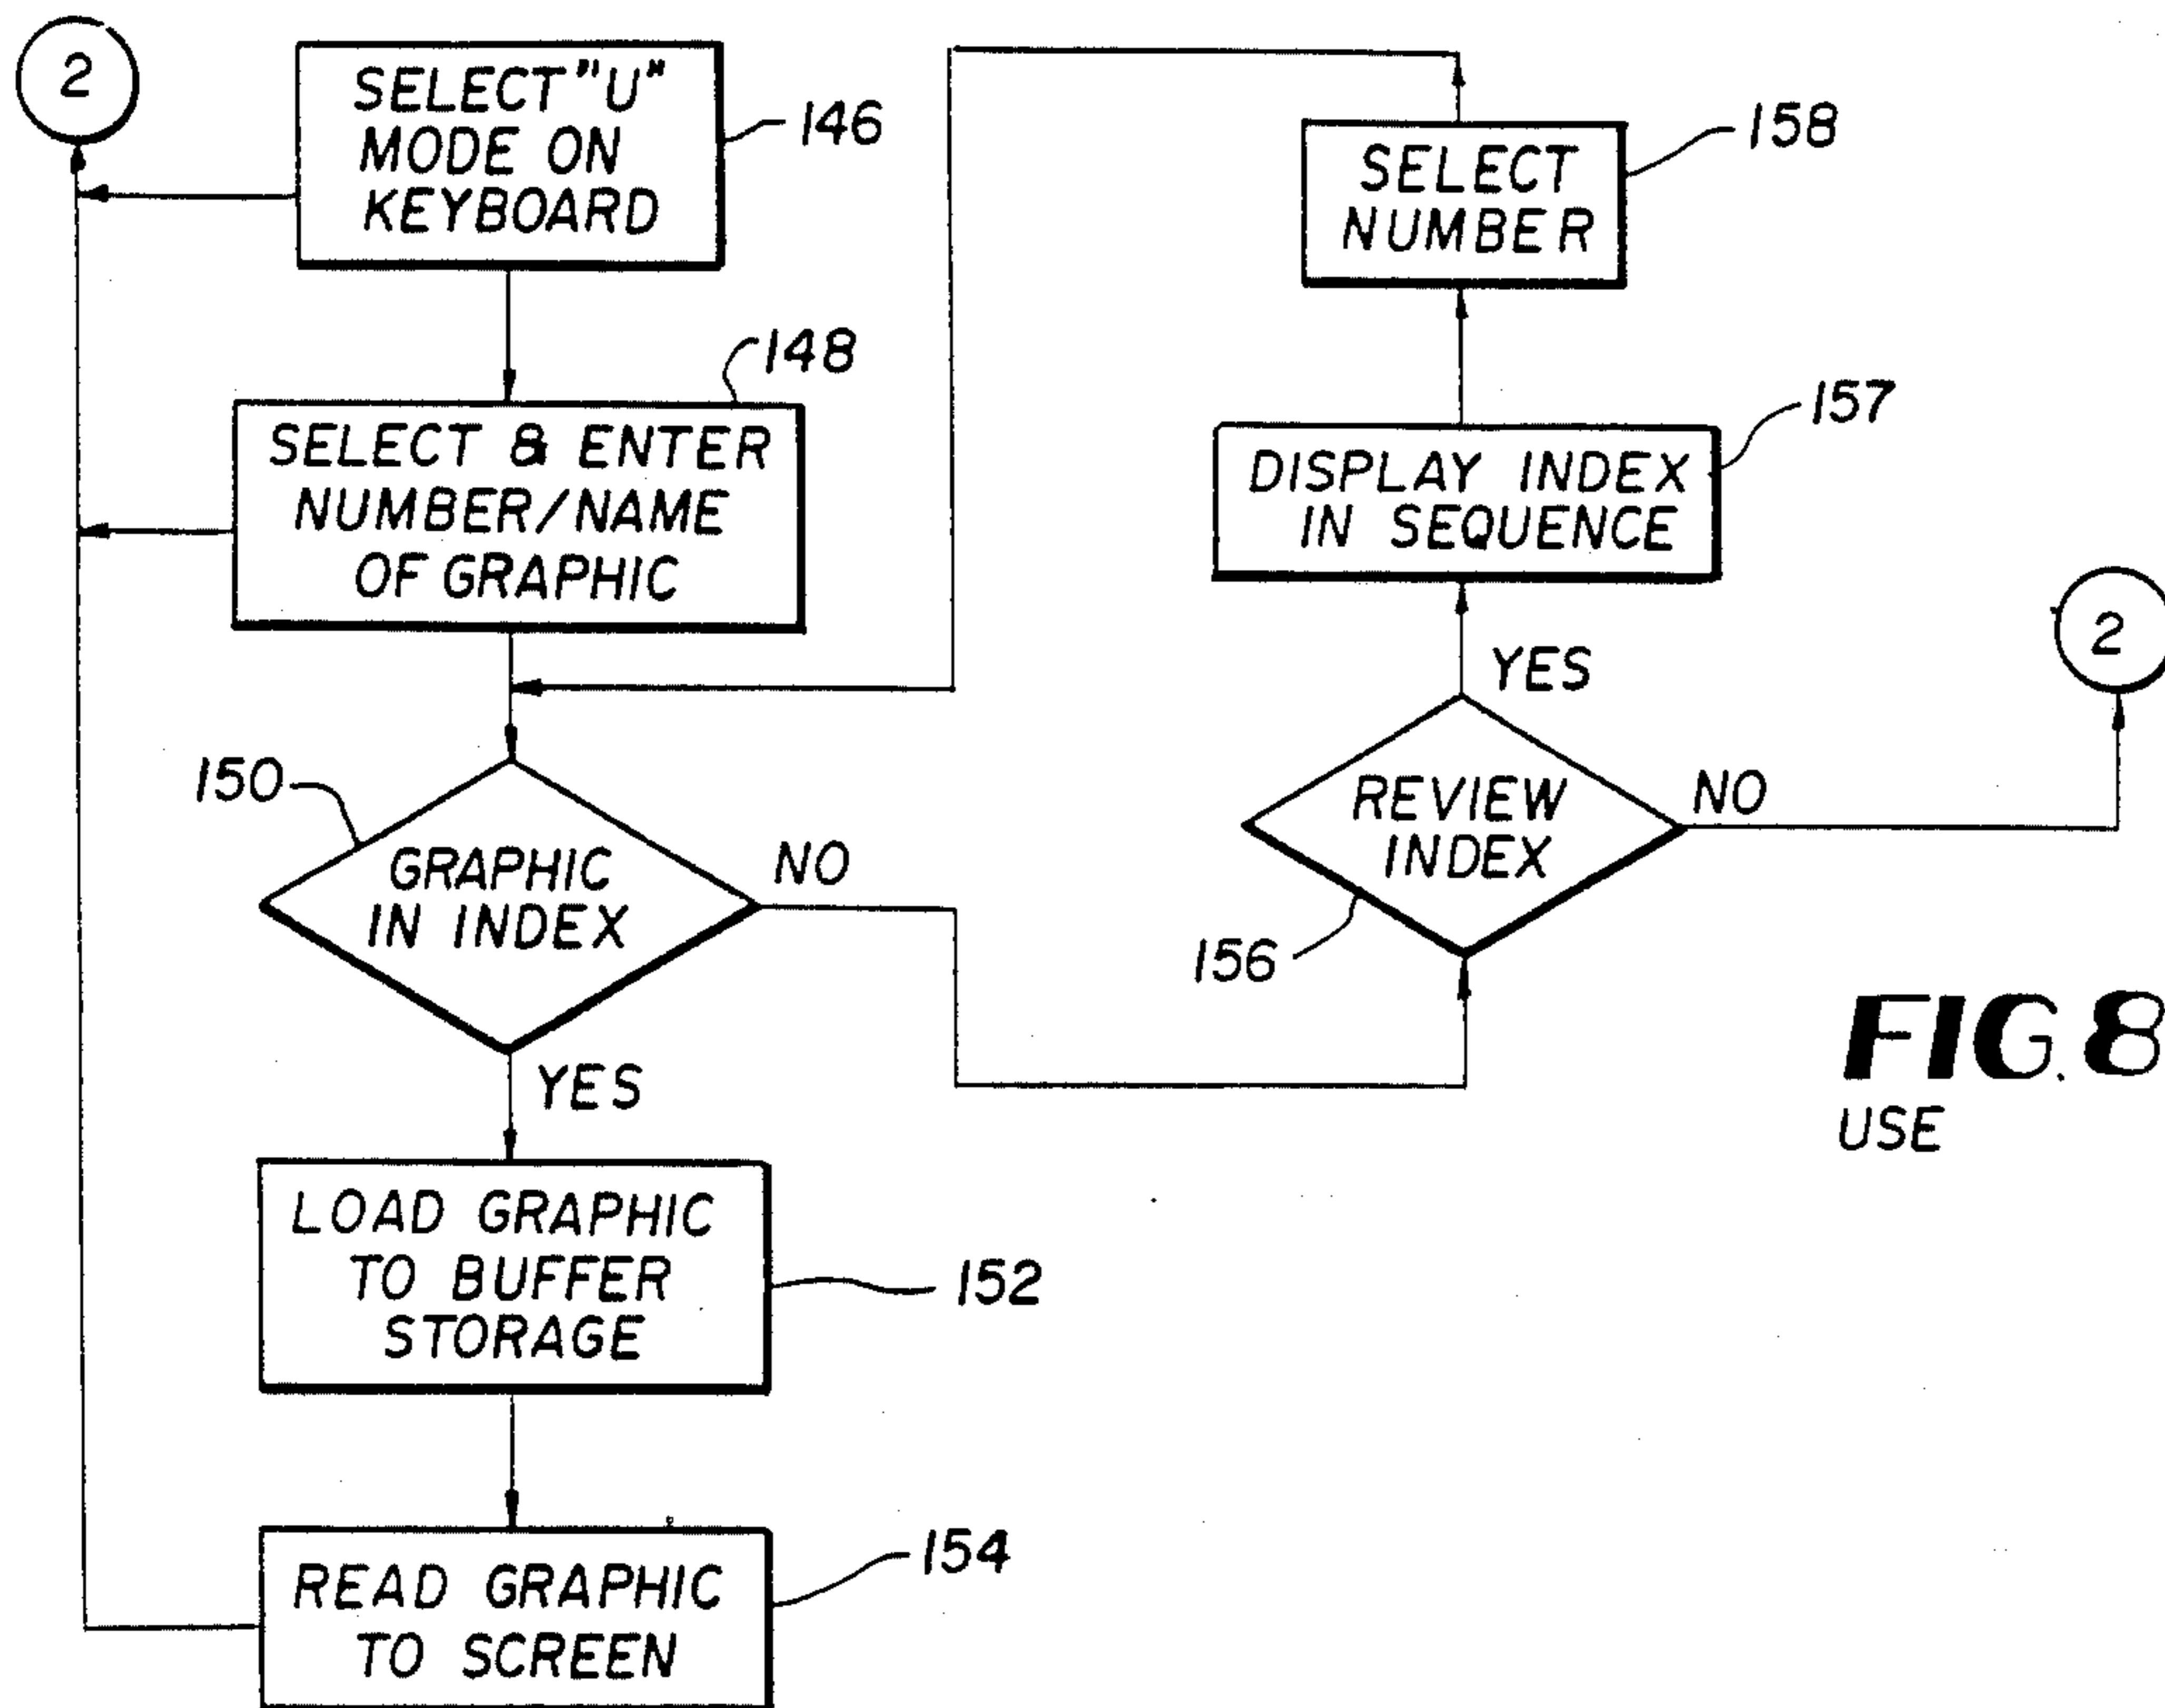 2
SELECT "U"
MODE ON
KEYBOARD
146
148
SELECT & ENTER
NUMBER/NAME
OF GRAPHIC
150
GRAPHIC
IN INDEX
NO
YES
LOAD GRAPHIC
TO BUFFER
STORAGE
152
READ GRAPHIC
TO SCREEN
154
158
SELECT
NUMBER
157
DISPLAY INDEX
IN SEQUENCE
YES
REVIEW
INDEX
NO
156
2
FIG. 8
USE